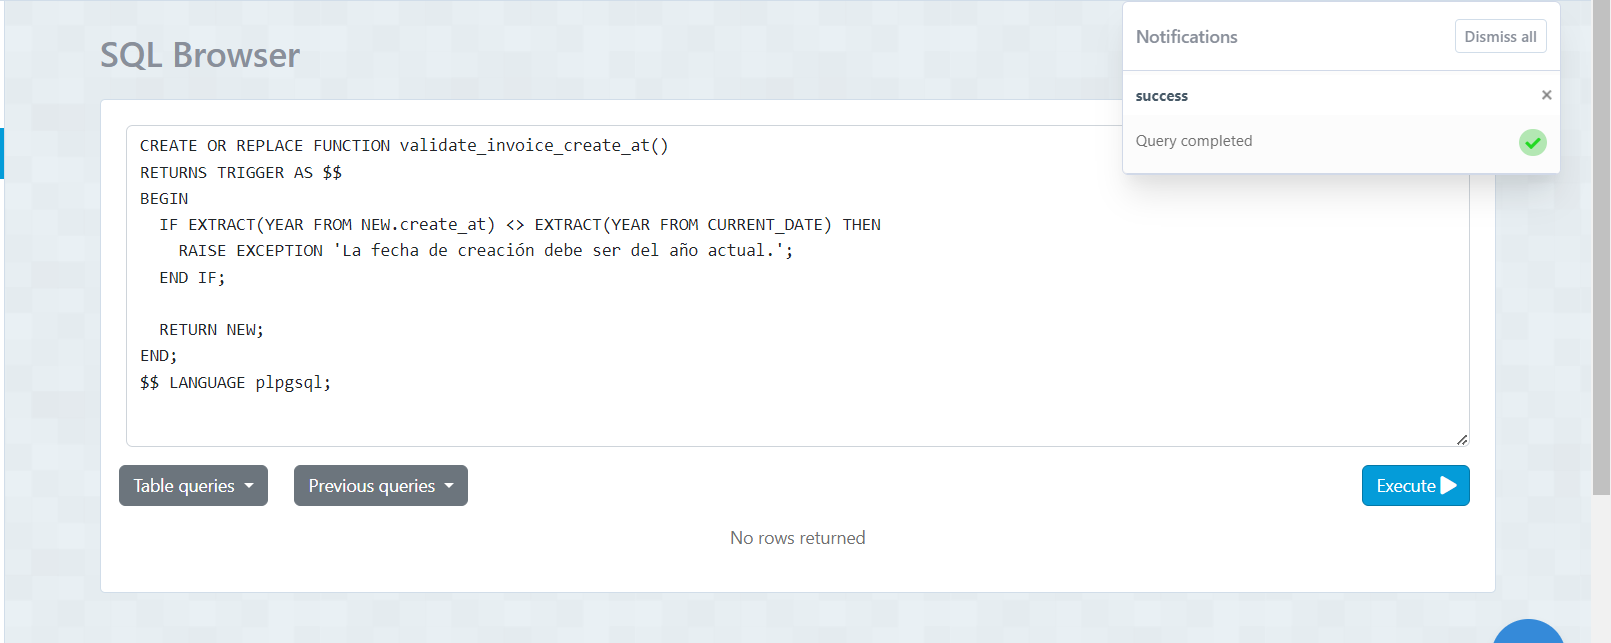 SQL Browser
Notifications
Dismiss all
success
×
Query completed
CREATE OR REPLACE FUNCTION validate_invoice_create_at()
RETURNS TRIGGER AS $$
BEGIN
  IF EXTRACT(YEAR FROM NEW.create_at) <> EXTRACT(YEAR FROM CURRENT_DATE) THEN
    RAISE EXCEPTION 'La fecha de creación debe ser del año actual.';
  END IF;

  RETURN NEW;
END;
$$ LANGUAGE plpgsql;
Table queries
Previous queries
Execute
No rows returned